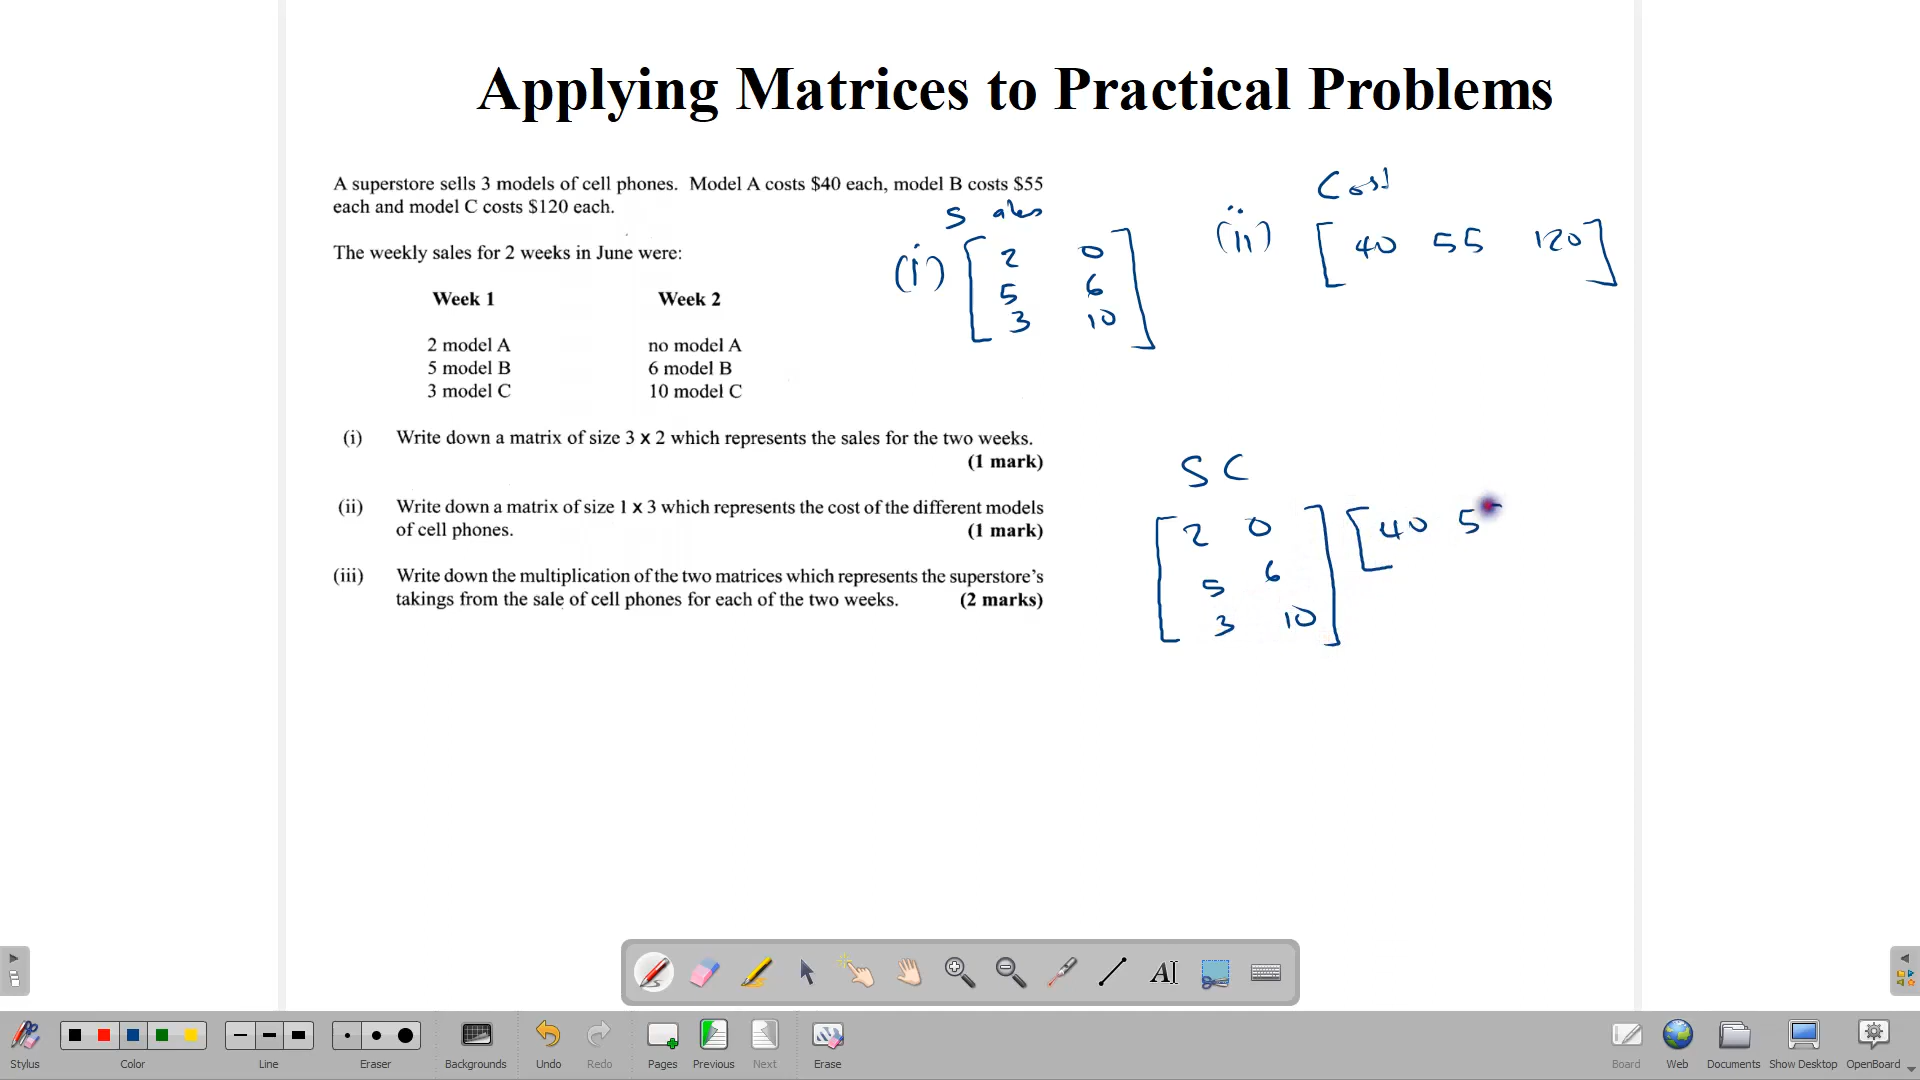 Applying Matrices to Practical Problems
A superstore sells 3 models of cell phones. Model A costs $40 each, model B costs $55
each and model C costs $120 each.
The weekly sales for 2 weeks in June were:
Week 1 Week 2
2 model A no model A
5 model B 6 model B
3 model C 10 model C
(i) Write down a matrix of size 3 x 2 which represents the sales for the two weeks.
(1 mark)
(ii) Write down a matrix of size 1 x 3 which represents the cost of the different models
of cell phones. (1 mark)
(iii) Write down the multiplication of the two matrices which represents the superstore's
takings from the sale of cell phones for each of the two weeks. (2 marks)
Sales
(i) [2 0
5 6
3 10]
Cost
(ii) [40 55 120]
S C
[2 0
5 6
3 10] [40 5
Stylus Color Line Eraser Backgrounds Undo Redo Pages Previous Next Erase Board Web Documents Show Desktop OpenBoard